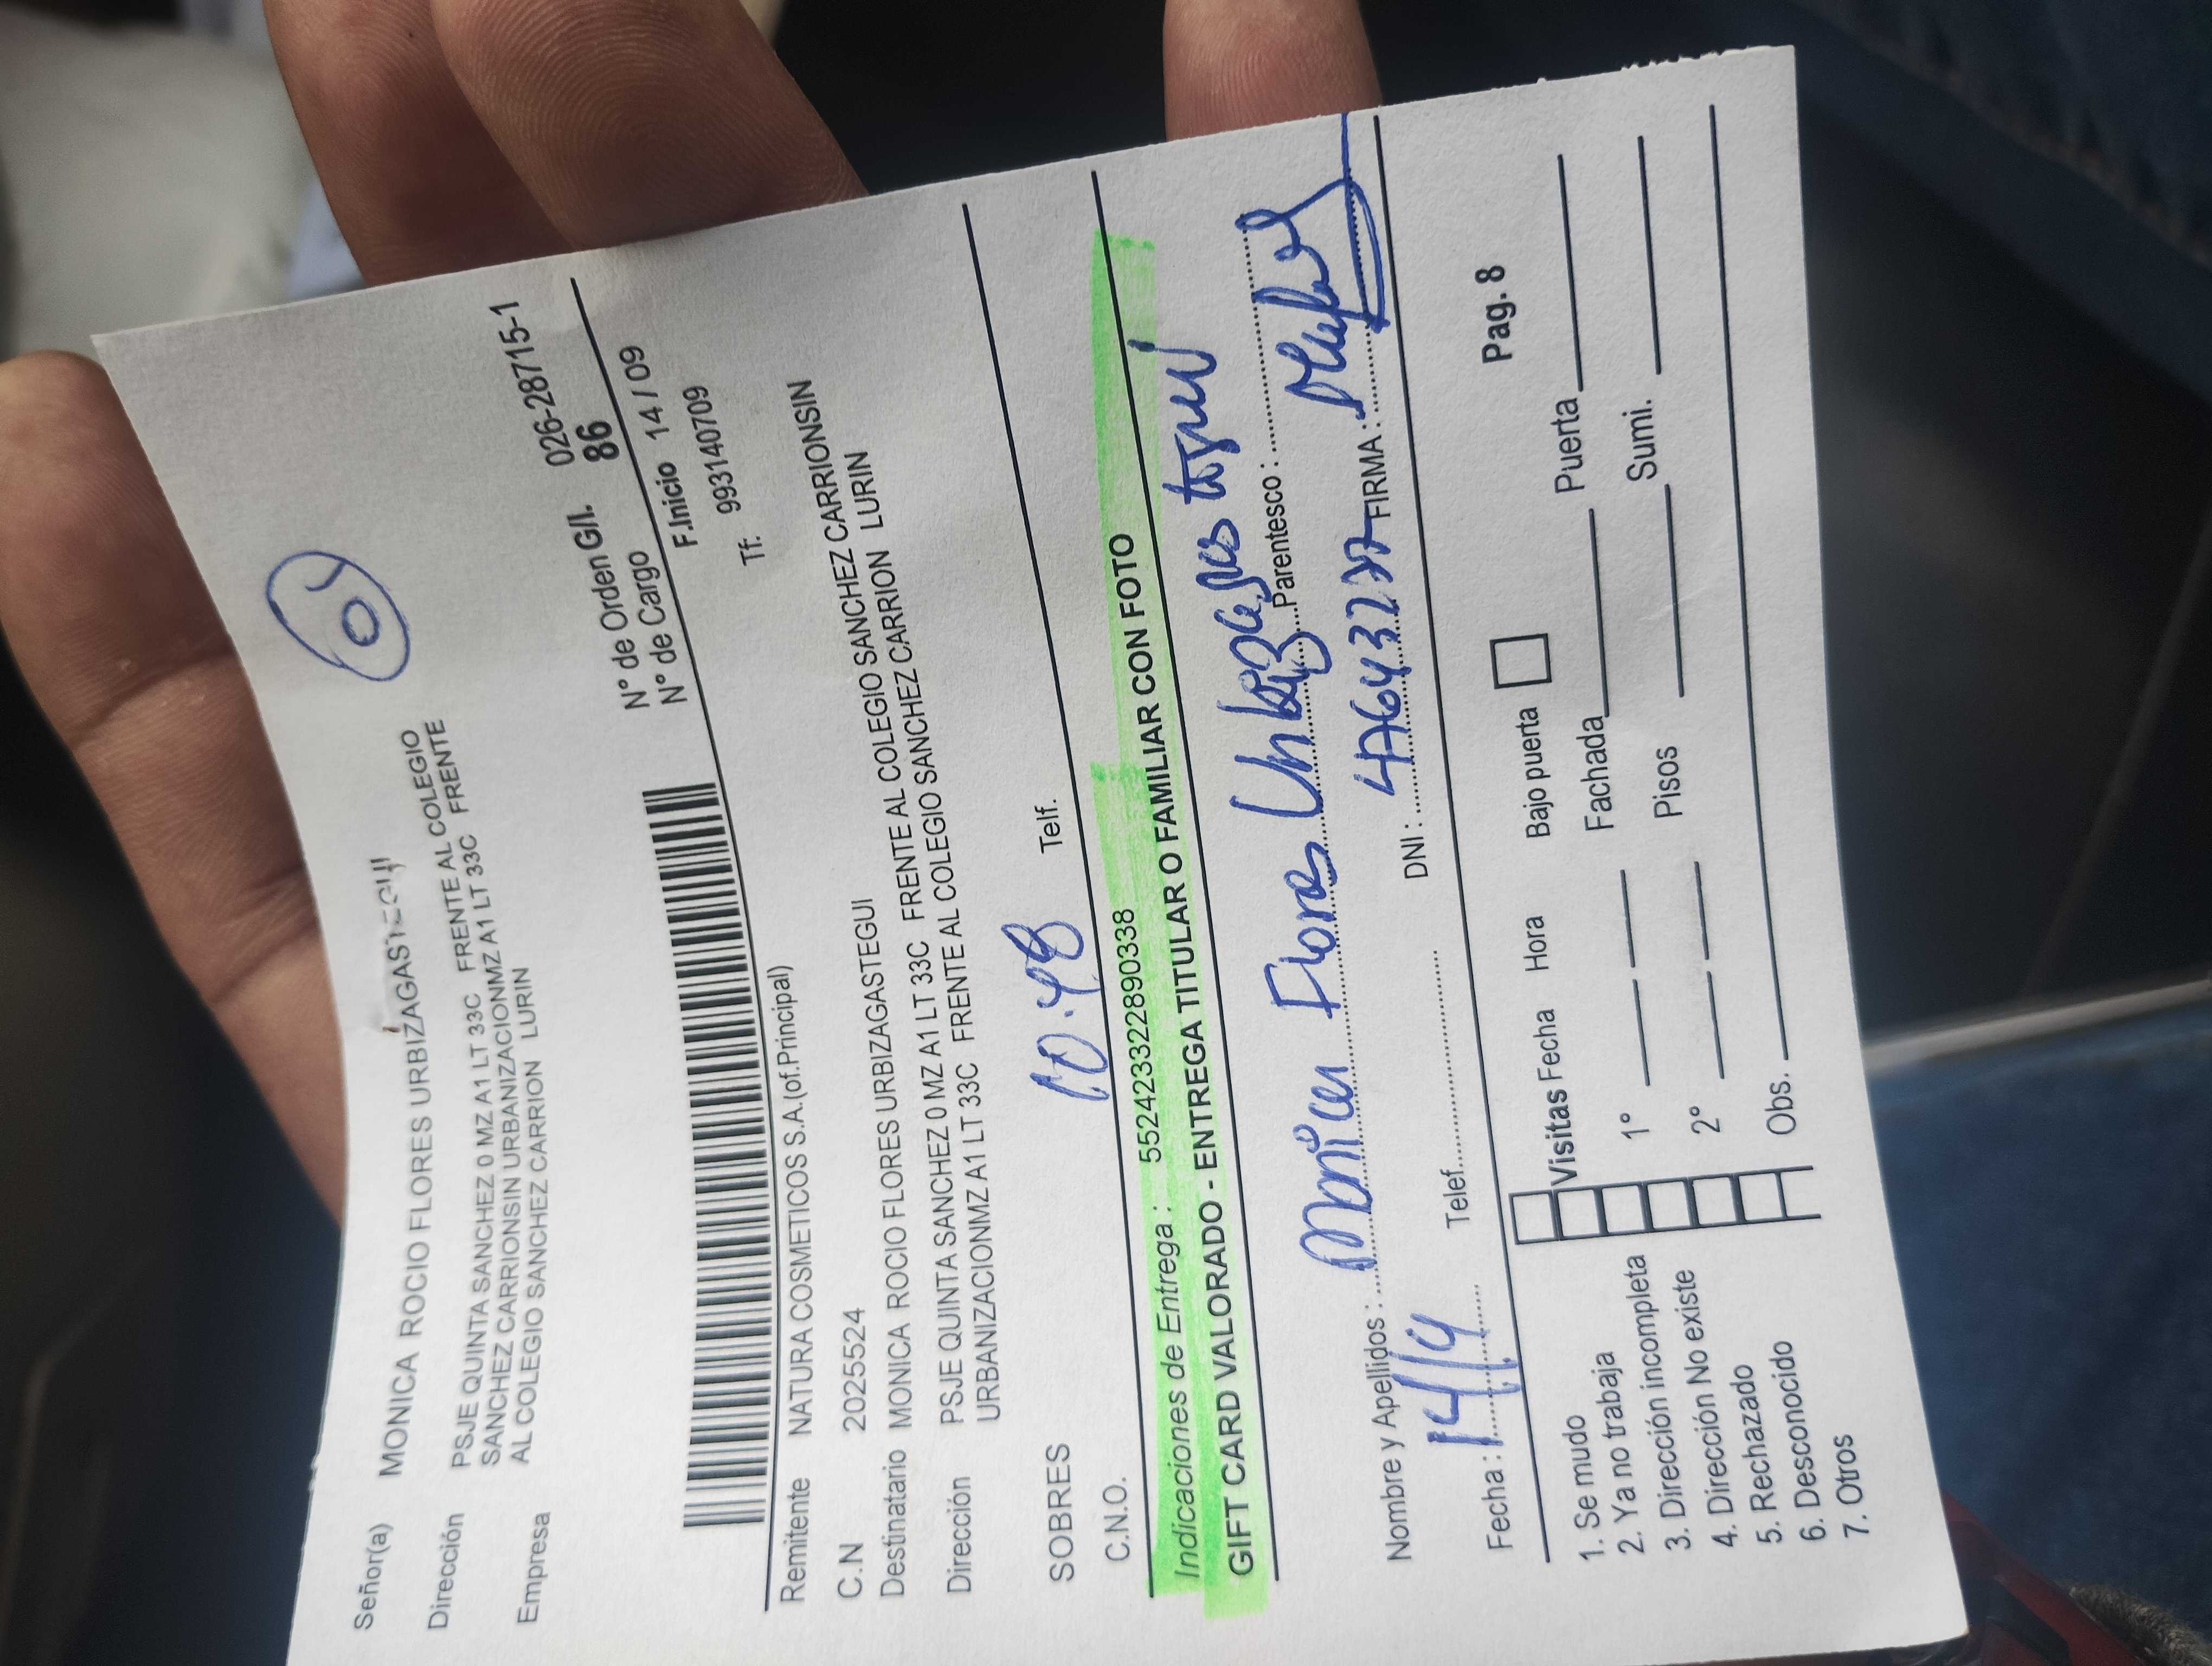 Señor(a) MONICA ROCIO FLORES URBIZAGASTEGUI
Dirección PSJE QUINTA SANCHEZ 0 MZ A1 LT 33C FRENTE AL COLEGIO
SANCHEZ CARRIONSIN URBANIZACIONMZ A1 LT 33C FRENTE
Empresa AL COLEGIO SANCHEZ CARRION LURIN
N° de Orden G/I. 026-28715-1
N° de Cargo 86
F.Inicio 14 / 09
Tf. 993140709
Remitente NATURA COSMETICOS S.A.(of.Principal)
C.N 2025524
Destinatario MONICA ROCIO FLORES URBIZAGASTEGUI
Dirección PSJE QUINTA SANCHEZ 0 MZ A1 LT 33C FRENTE AL COLEGIO SANCHEZ CARRIONSIN
URBANIZACIONMZ A1 LT 33C FRENTE AL COLEGIO SANCHEZ CARRION LURIN
SOBRES 10.48 Telf.
C.N.O.
Indicaciones de Entrega : 5524233322890338
GIFT CARD VALORADO - ENTREGA TITULAR O FAMILIAR CON FOTO
Nombre y Apellidos : Monica Flores Parentesco :
Fecha : 14/ Telef. DNI : FIRMA :
Pag. 8
1. Se mudo
2. Ya no trabaja
3. Dirección incompleta
4. Dirección No existe
5. Rechazado
6. Desconocido
7. Otros
Visitas Fecha Hora Bajo puerta
1° Fachada Puerta
2° Pisos Sumi.
Obs.